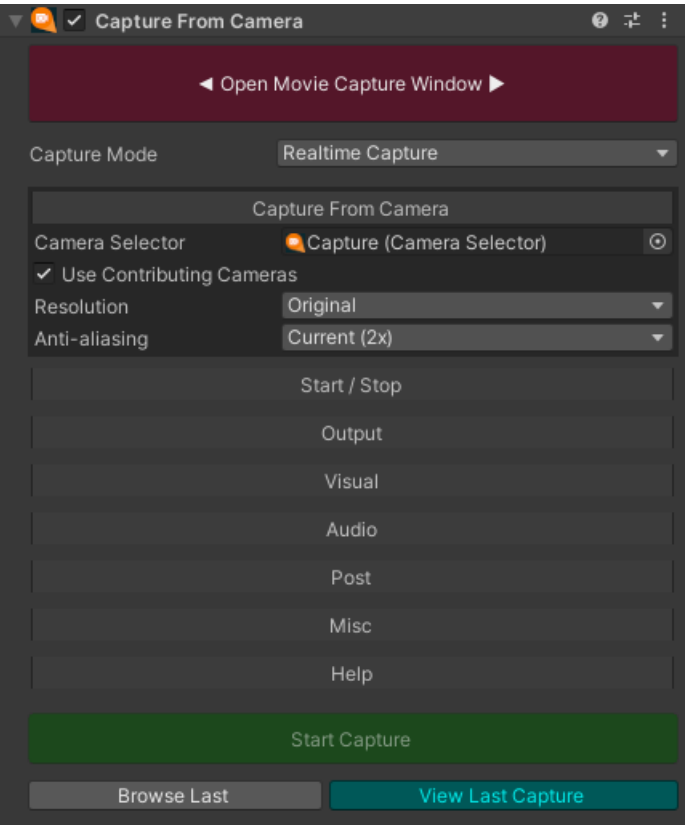 Capture From Camera
◄ Open Movie Capture Window ►
Capture Mode Realtime Capture
Capture From Camera
Camera Selector Capture (Camera Selector)
Use Contributing Cameras
Resolution Original
Anti-aliasing Current (2x)
Start / Stop
Output
Visual
Audio
Post
Misc
Help
Start Capture
Browse Last View Last Capture